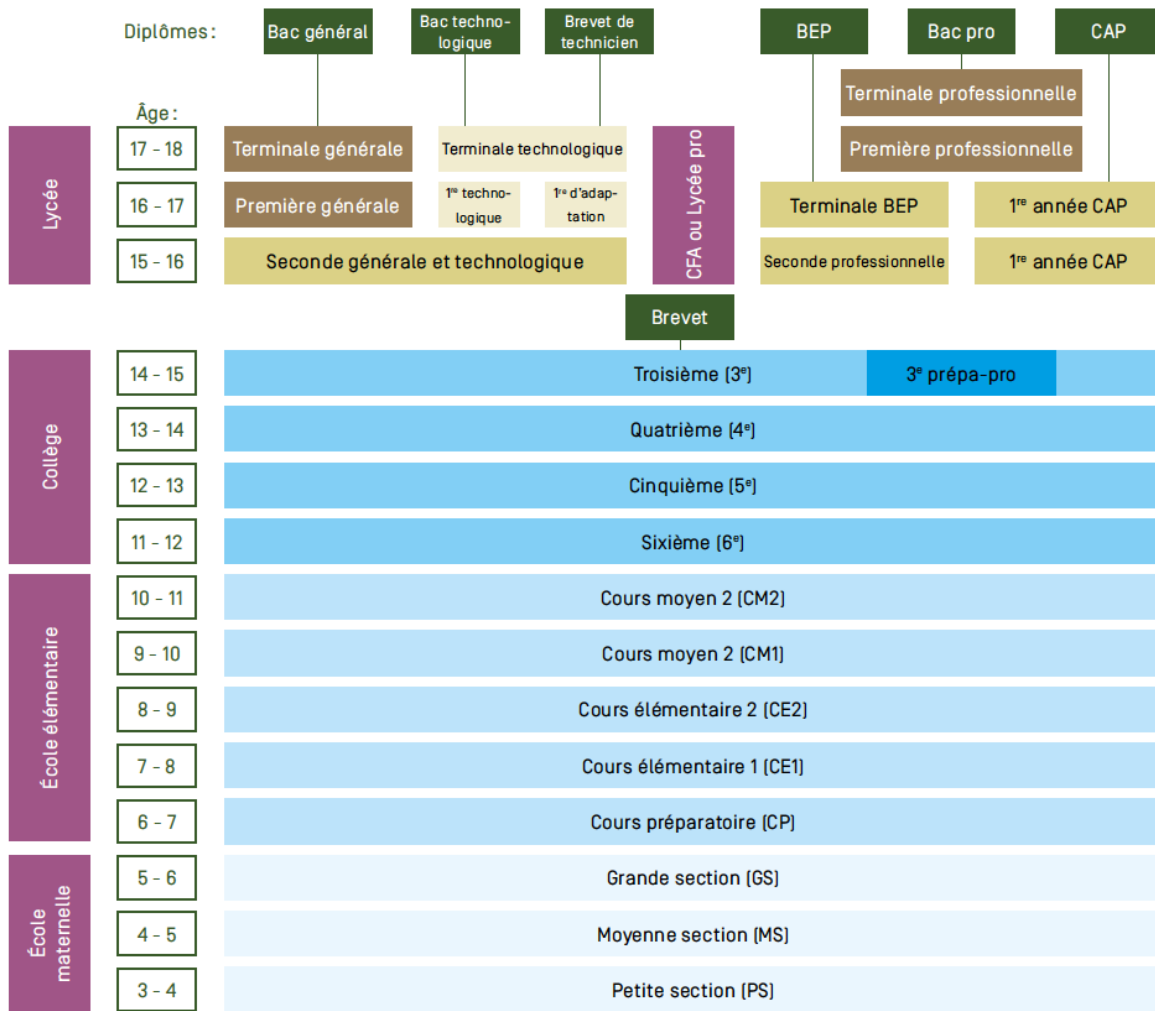 Diplômes :
Bac général
Bac techno-
logique
Brevet de
technicien
BEP
Bac pro
CAP
Terminale professionnelle
Âge :
Lycée
17 - 18
Terminale générale
Terminale technologique
CFA ou Lycée pro
Première professionnelle
16 - 17
Première générale
1re techno-
logique
1re d'adap-
tation
Terminale BEP
1re année CAP
15 - 16
Seconde générale et technologique
Seconde professionnelle
1re année CAP
Brevet
Collège
14 - 15
Troisième (3e)
3e prépa-pro
13 - 14
Quatrième (4e)
12 - 13
Cinquième (5e)
11 - 12
Sixième (6e)
École élémentaire
10 - 11
Cours moyen 2 (CM2)
9 - 10
Cours moyen 2 (CM1)
8 - 9
Cours élémentaire 2 (CE2)
7 - 8
Cours élémentaire 1 (CE1)
6 - 7
Cours préparatoire (CP)
École
maternelle
5 - 6
Grande section (GS)
4 - 5
Moyenne section (MS)
3 - 4
Petite section (PS)